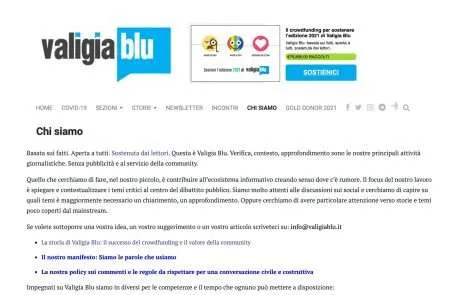 valigia blu
Il crowdfunding per sostenere
l'edizione 2021 di Valigia Blu
Valigia Blu: basata sui fatti, aperta a
tutti, sostenuta dai lettori.
RACCOLTI
Sostieni l'edizione 2021 di valigia blu
SOSTIENICI
HOME COVID-19 SEZIONI STORIE NEWSLETTER INCONTRI CHI SIAMO GOLD DONOR 2021
Chi siamo
Basata sui fatti. Aperta a tutti. Sostenuta dai lettori. Questa è Valigia Blu. Verifica, contesto, approfondimento sono le nostre principali attività
giornalistiche. Senza pubblicità e al servizio della community.
Quello che cerchiamo di fare, nel nostro piccolo, è contribuire all'ecosistema informativo creando senso dov'è rumore. Il focus del nostro lavoro
è spiegare e contestualizzare i temi critici al centro del dibattito pubblico. Siamo molto attenti alle discussioni sui social e cerchiamo di capire su
quali temi è maggiormente necessario un chiarimento, un approfondimento. Oppure cerchiamo di avere particolare attenzione verso storie e temi
poco coperti dal mainstream.
Se volete sottoporre una vostra idea, un vostro suggerimento o un vostro articolo scriveteci su: info@valigiablu.it
La storia di Valigia Blu: il successo del crowdfunding e il valore della community
Il nostro manifesto: Siamo le parole che usiamo
La nostra policy sui commenti e le regole da rispettare per una conversazione civile e costruttiva
Impegnati su Valigia Blu siamo in diversi per le competenze e il tempo che ognuno può mettere a disposizione: